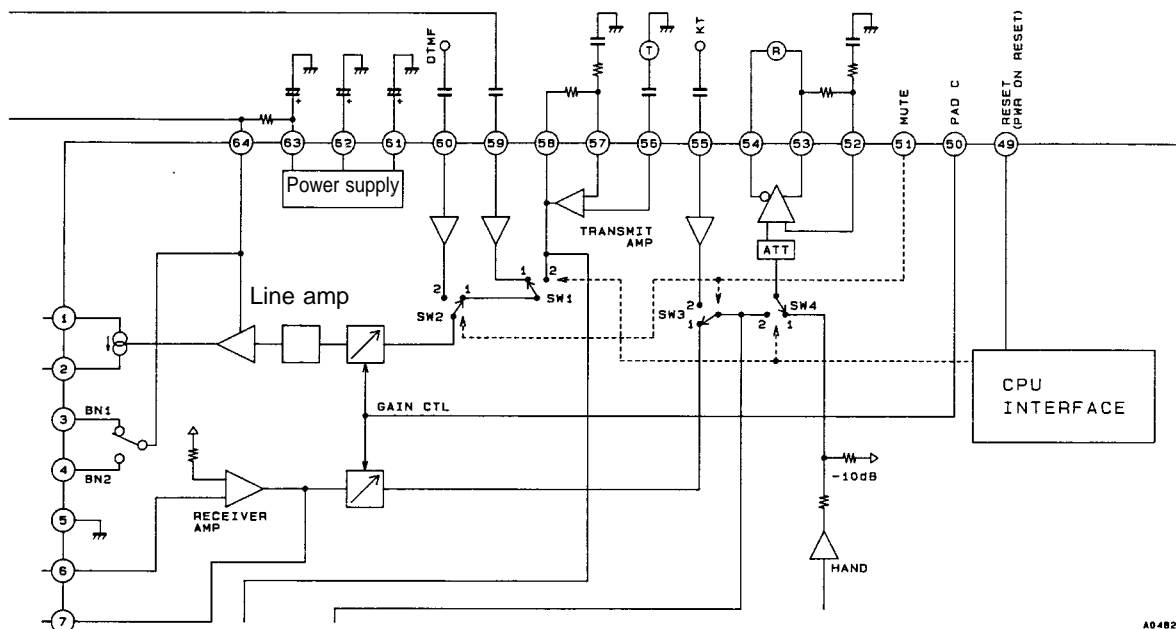 DTMF
T
KT
R
MUTE
PAD C
RESET
(PWR ON RESET)
64
63
62
61
60
59
58
57
56
55
54
53
52
51
50
49
Power supply
TRANSMIT
AMP
ATT
1
2
SW1
2
1
SW2
2
SW3
1
2
1
SW4
Line amp
1
2
3
BN1
4
BN2
5
6
7
GAIN CTL
CPU
INTERFACE
-10dB
RECEIVER
AMP
HAND
A0482